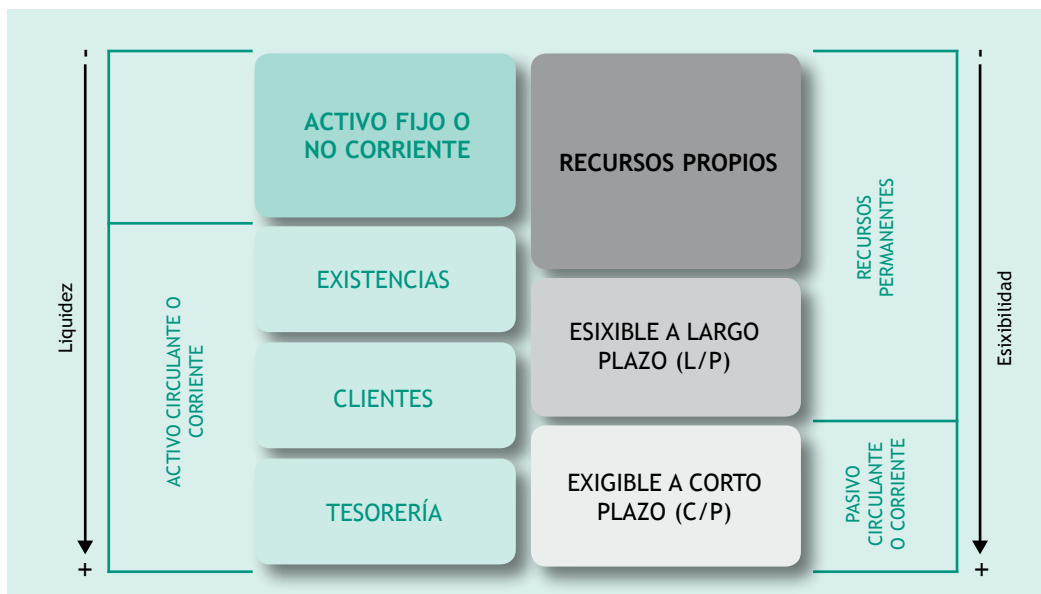 -
Liquidez
+
ACTIVO CIRCULANTE O
CORRIENTE
ACTIVO FIJO O
NO CORRIENTE
EXISTENCIAS
CLIENTES
TESORERÍA
RECURSOS PROPIOS
ESIXIBLE A LARGO
PLAZO (L/P)
EXIGIBLE A CORTO
PLAZO (C/P)
RECURSOS
PERMANENTES
PASIVO
CIRCULANTE
O CORRIENTE
-
Esixibilidad
+